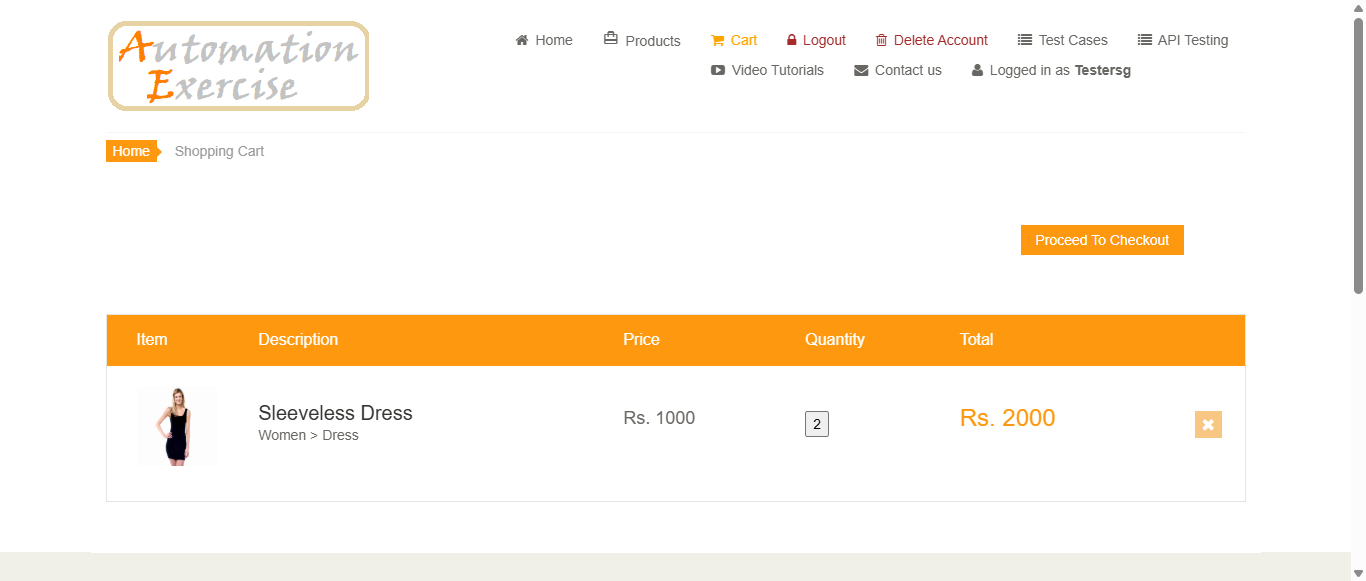 Automation
Exercise
Home Products Cart Logout Delete Account Test Cases API Testing
Video Tutorials Contact us Logged in as Testersg
Home Shopping Cart
Proceed To Checkout
Item Description Price Quantity Total
Sleeveless Dress Rs. 1000 2 Rs. 2000
Women > Dress